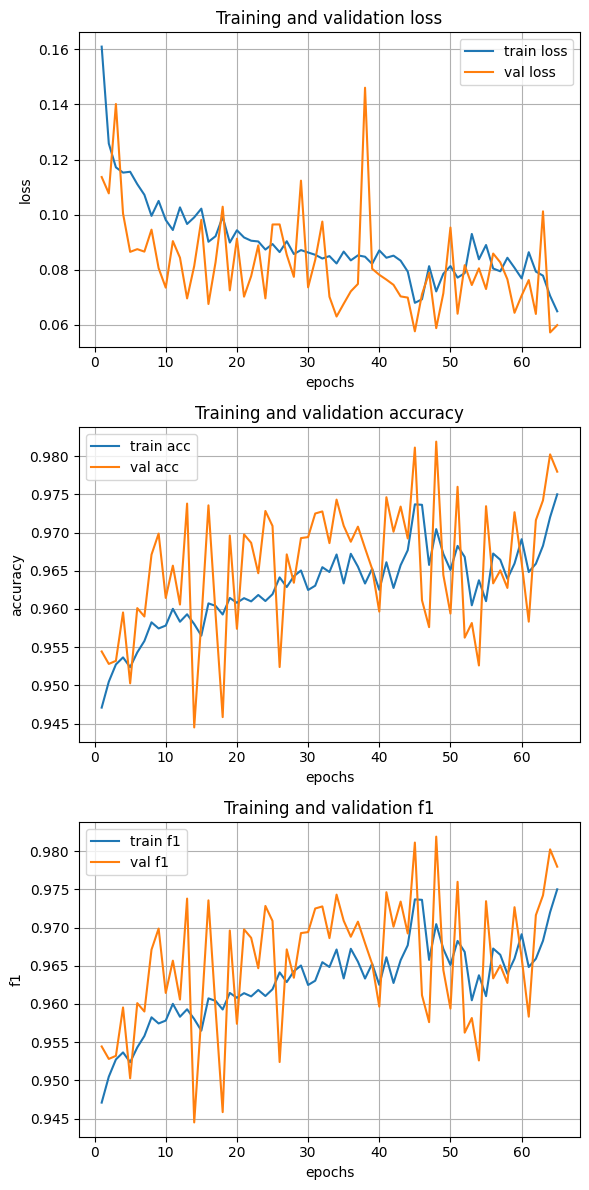 Training and validation loss
0.16
0.14
0.12
0.10
0.08
0.06
loss
train loss
val loss
0 10 20 30 40 50 60
epochs
Training and validation accuracy
0.980
0.975
0.970
0.965
0.960
0.955
0.950
0.945
accuracy
train acc
val acc
0 10 20 30 40 50 60
epochs
Training and validation f1
0.980
0.975
0.970
0.965
0.960
0.955
0.950
0.945
f1
train f1
val f1
0 10 20 30 40 50 60
epochs